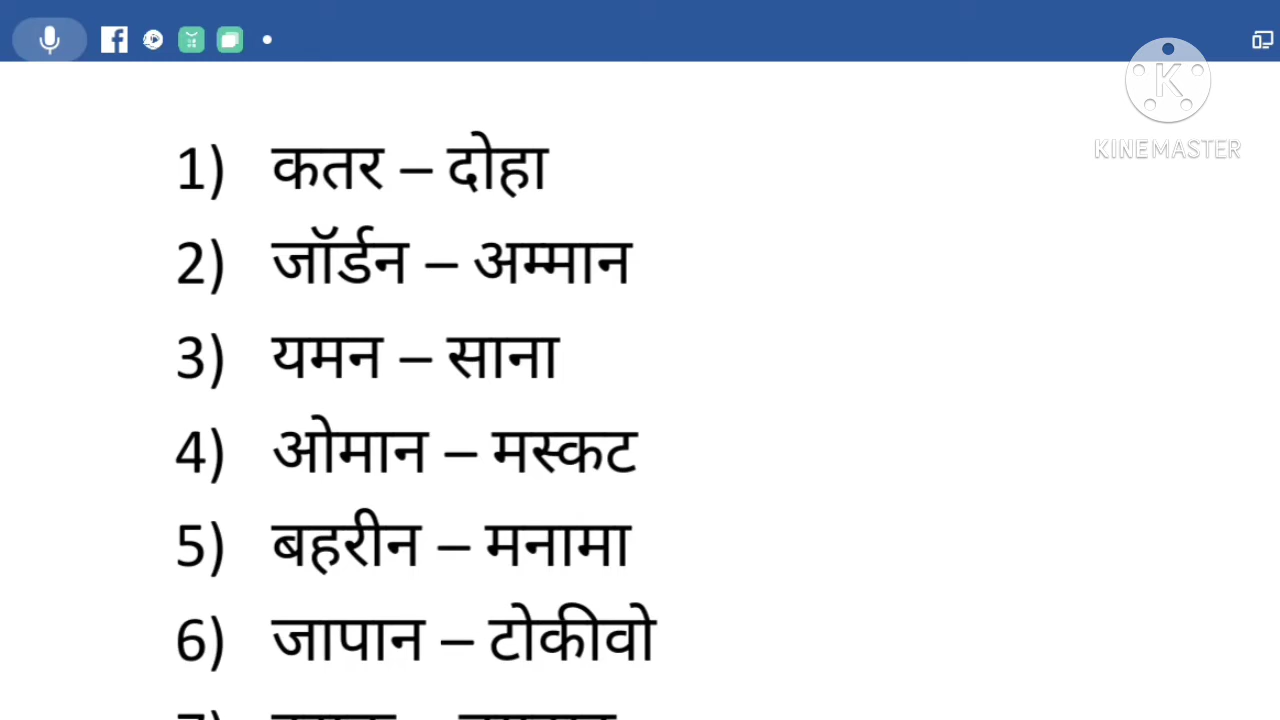 KINEMASTER
1) कतर – दोहा
2) जॉर्डन – अम्मान
3) यमन – साना
4) ओमान – मस्कट
5) बहरीन – मनामा
6) जापान – टोकीवो